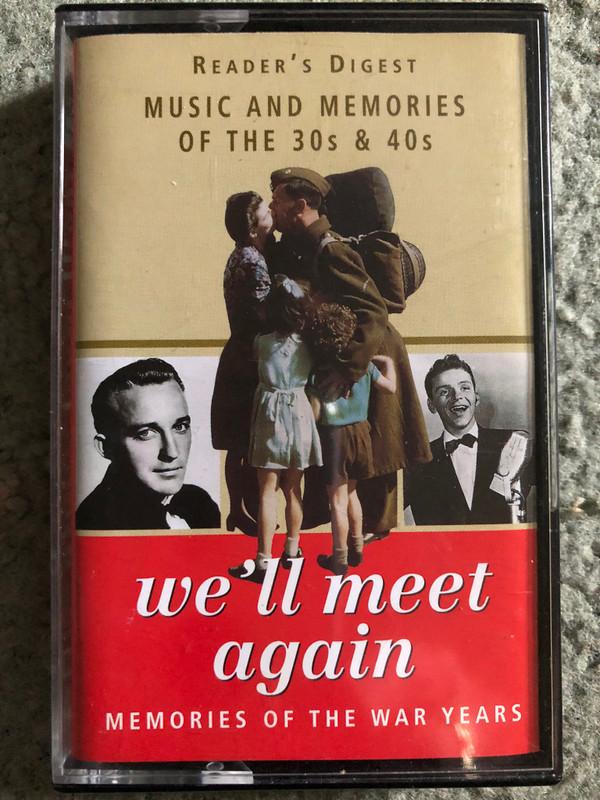 READER'S DIGEST
MUSIC AND MEMORIES
OF THE 30s & 40s
we'll meet
again
MEMORIES OF THE WAR YEARS